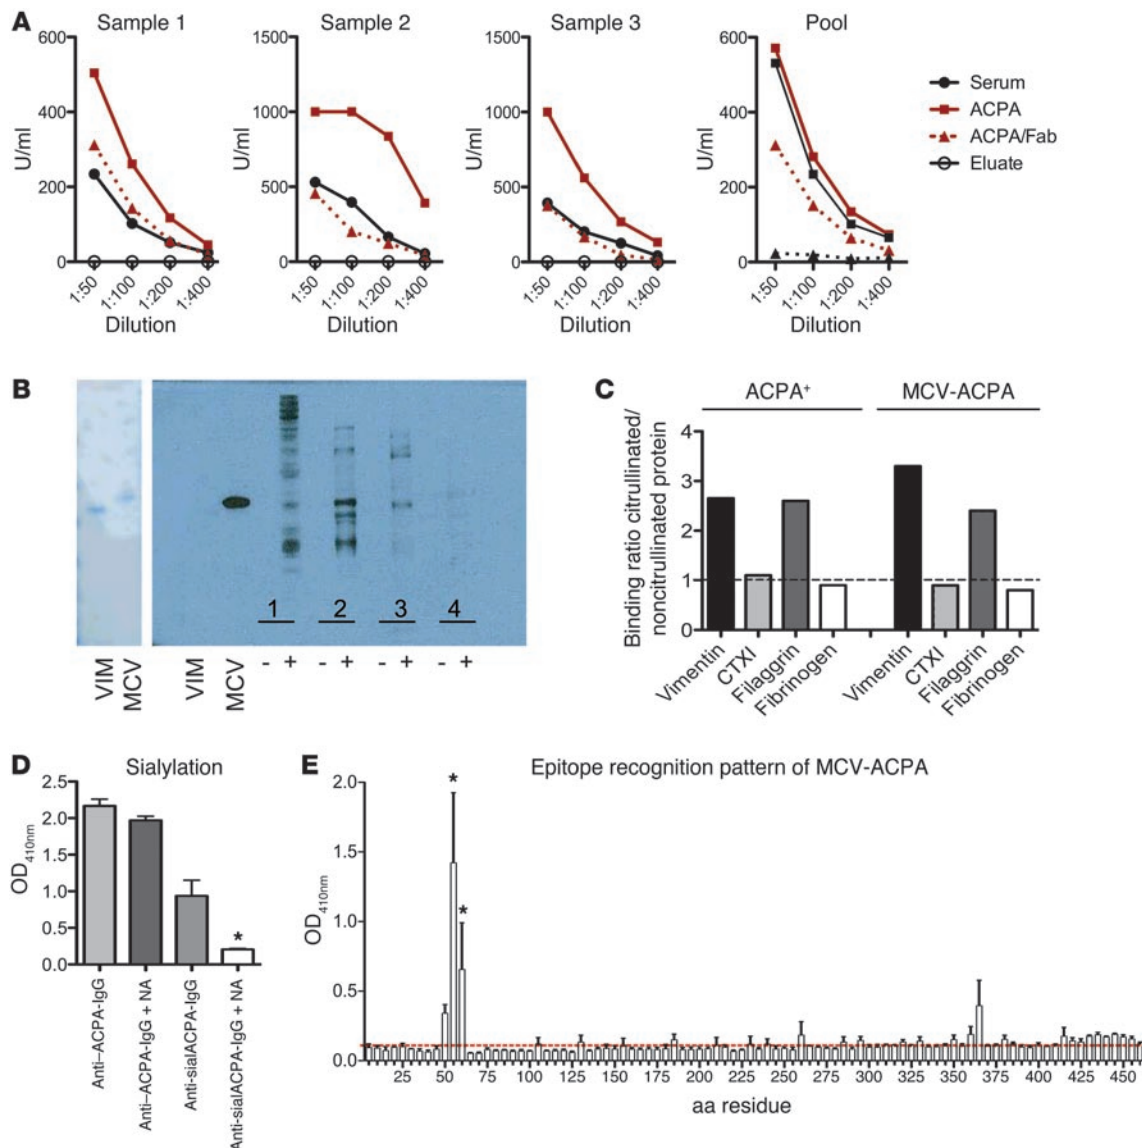 A
Sample 1
Sample 2
Sample 3
Pool
600
400
200
0
U/ml
1:50
1:100
1:200
1:400
Dilution
1500
1000
500
0
U/ml
1:50
1:100
1:200
1:400
Dilution
1500
1000
500
0
U/ml
1:50
1:100
1:200
1:400
Dilution
600
400
200
0
U/ml
1:50
1:100
1:200
1:400
Dilution
Serum
ACPA
ACPA/Fab
Eluate
B
1 2 3 4
- + - + - + - +
VIM
MCV
VIM
MCV
C
ACPA+
MCV-ACPA
Binding ratio citrullinated/
noncitrullinated protein
4
3
2
1
0
Vimentin
CTXI
Filaggrin
Fibrinogen
Vimentin
CTXI
Filaggrin
Fibrinogen
D
Sialylation
OD410nm
2.5
2.0
1.5
1.0
0.5
0.0
*
Anti–ACPA-IgG
Anti–ACPA-IgG + NA
Anti-sialACPA-IgG
Anti-sialACPA-IgG + NA
E
Epitope recognition pattern of MCV-ACPA
OD410nm
2.0
1.5
1.0
0.5
0.0
*
*
25 50 75 100 125 150 175 200 225 250 275 300 325 350 375 400 425 450
aa residue